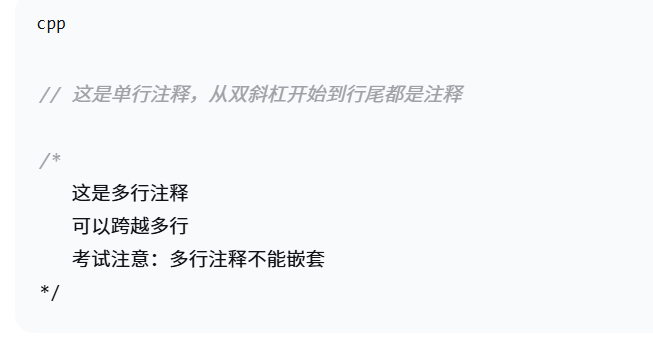 cpp
// 这是单行注释，从双斜杠开始到行尾都是注释
/*
这是多行注释
可以跨越多行
考试注意：多行注释不能嵌套
*/